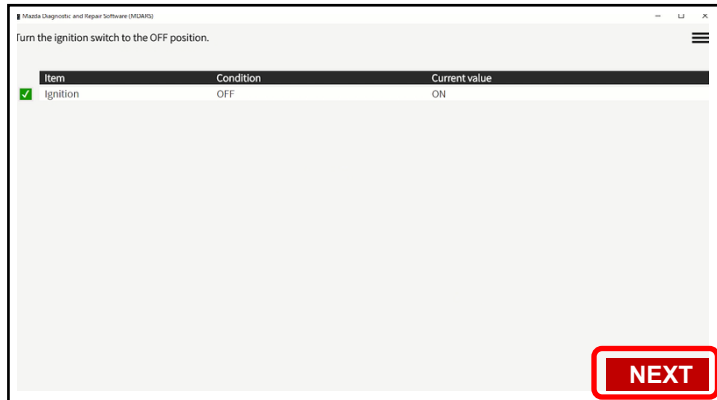 Mazda Diagnostic and Repair Software (MDARS)
Turn the ignition switch to the OFF position.
Item Condition Current value
Ignition OFF ON
NEXT